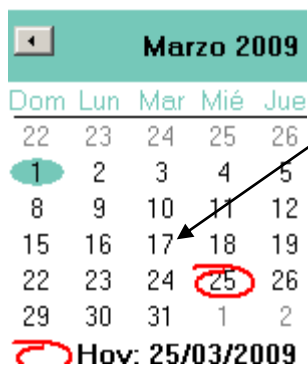 Marzo 2009
Dom Lun Mar Mié Jue
22 23 24 25 26
1 2 3 4 5
8 9 10 11 12
15 16 17 18 19
22 23 24 25 26
29 30 31 1 2
Hoy: 25/03/2009